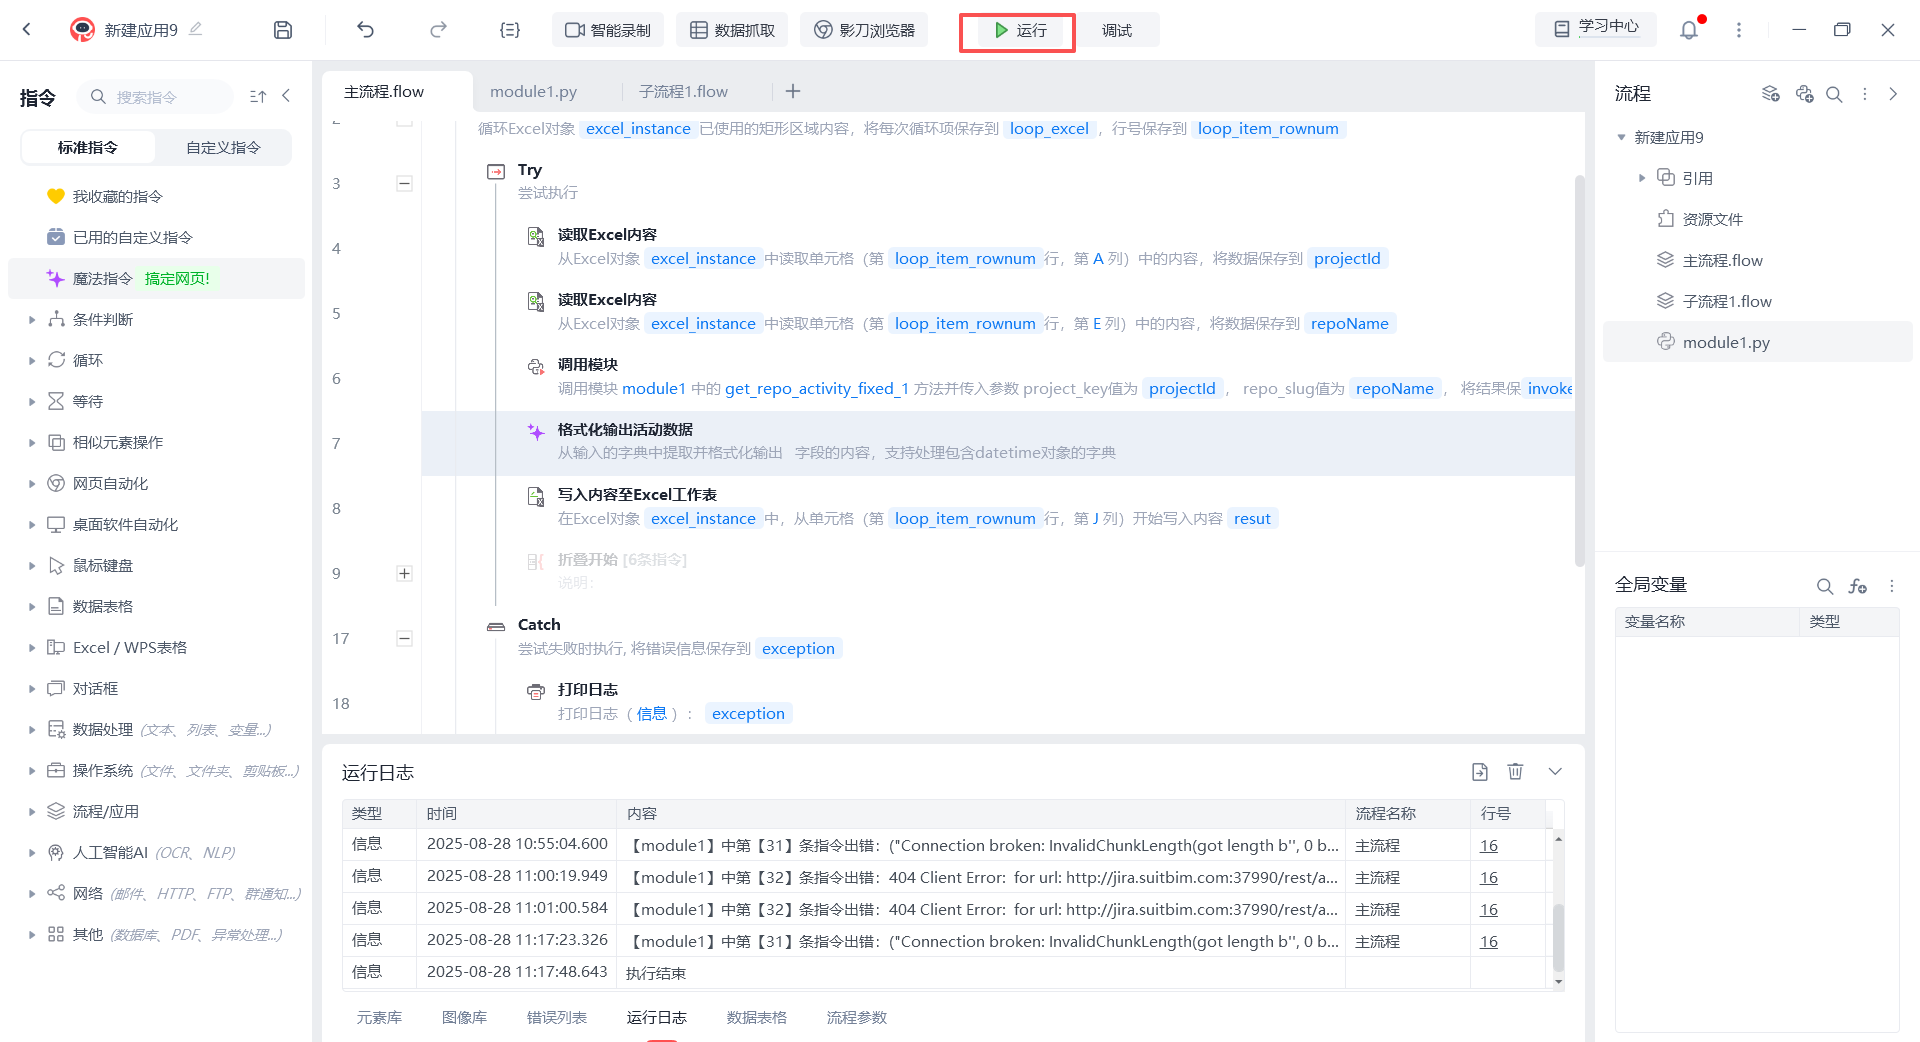 新建应用9
智能录制
数据抓取
影刀浏览器
运行
调试
学习中心
指令
搜索指令
标准指令
自定义指令
我收藏的指令
已用的自定义指令
魔法指令 搞定网页!
条件判断
循环
等待
相似元素操作
网页自动化
桌面软件自动化
鼠标键盘
数据表格
Excel / WPS表格
对话框
数据处理 (文本、列表、变量...)
操作系统 (文件、文件夹、剪贴板...)
流程/应用
人工智能AI (OCR、NLP)
网络 (邮件、HTTP、FTP、群通知...)
其他 (数据库、PDF、异常处理...)
主流程.flow
module1.py
子流程1.flow
循环Excel对象 excel_instance 已使用的矩形区域内容，将每次循环项保存到 loop_excel ，行号保存到 loop_item_rownum
3
Try
尝试执行
4
读取Excel内容
从Excel对象 excel_instance 中读取单元格（第 loop_item_rownum 行，第 A 列）中的内容，将数据保存到 projectId
5
读取Excel内容
从Excel对象 excel_instance 中读取单元格（第 loop_item_rownum 行，第 E 列）中的内容，将数据保存到 repoName
6
调用模块
调用模块 module1 中的 get_repo_activity_fixed_1 方法并传入参数 project_key值为 projectId ， repo_slug值为 repoName ， 将结果保 invoke
7
格式化输出活动数据
从输入的字典中提取并格式化输出 字段的内容，支持处理包含datetime对象的字典
8
写入内容至Excel工作表
在Excel对象 excel_instance 中，从单元格（第 loop_item_rownum 行，第 J 列）开始写入内容 resut
9
折叠开始 [6条指令]
说明：
17
Catch
尝试失败时执行, 将错误信息保存到 exception
18
打印日志
打印日志（ 信息 ）： exception
运行日志
类型 时间 内容 流程名称 行号
信息 2025-08-28 10:55:04.600 【module1】中第【31】条指令出错：("Connection broken: InvalidChunkLength(got length b'', 0 b... 主流程 16
信息 2025-08-28 11:00:19.949 【module1】中第【32】条指令出错：404 Client Error: for url: http://jira.suitbim.com:37990/rest/a... 主流程 16
信息 2025-08-28 11:01:00.584 【module1】中第【32】条指令出错：404 Client Error: for url: http://jira.suitbim.com:37990/rest/a... 主流程 16
信息 2025-08-28 11:17:23.326 【module1】中第【31】条指令出错：("Connection broken: InvalidChunkLength(got length b'', 0 b... 主流程 16
信息 2025-08-28 11:17:48.643 执行结束
元素库
图像库
错误列表
运行日志
数据表格
流程参数
流程
新建应用9
引用
资源文件
主流程.flow
子流程1.flow
module1.py
全局变量
变量名称 类型